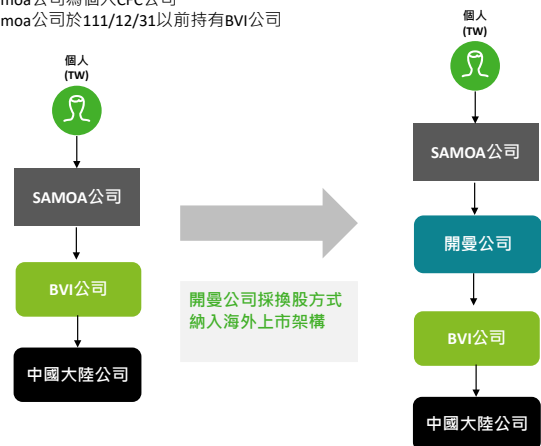 moa公司為個人CFC公司
moa公司於111/12/31以前持有BVI公司
個人
(TW)
SAMOA公司
BVI公司
中國大陸公司
開曼公司採換股方式
納入海外上市架構
個人
(TW)
SAMOA公司
開曼公司
BVI公司
中國大陸公司